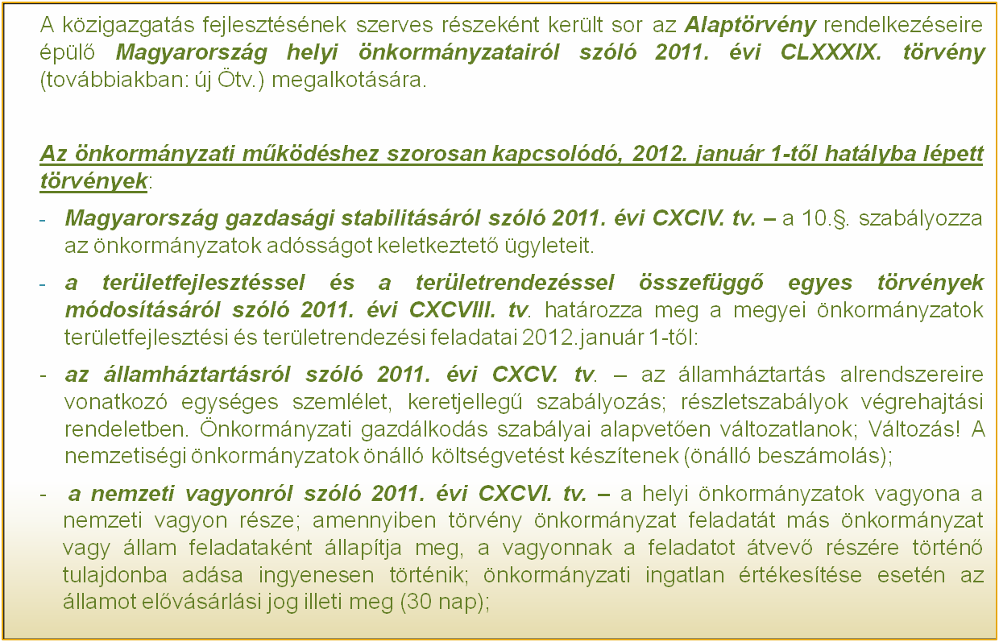 A közigazgatás fejlesztésének szerves részeként került sor az Alaptörvény rendelkezéseire
épülő Magyarország helyi önkormányzatairól szóló 2011. évi CLXXXIX. törvény
(továbbiakban: új Ötv.) megalkotására.
Az önkormányzati működéshez szorosan kapcsolódó, 2012. január 1-től hatályba lépett
törvények:
- Magyarország gazdasági stabilitásáról szóló 2011. évi CXCIV. tv. – a 10.§. szabályozza
az önkormányzatok adósságot keletkeztető ügyleteit.
- a területfejlesztéssel és a területrendezéssel összefüggő egyes törvények
módosításáról szóló 2011. évi CXCVIII. tv. határozza meg a megyei önkormányzatok
területfejlesztési és területrendezési feladatai 2012.január 1-től:
- az államháztartásról szóló 2011. évi CXCV. tv. – az államháztartás alrendszereire
vonatkozó egységes szemlélet, keretjellegű szabályozás; részletszabályok végrehajtási
rendeletben. Önkormányzati gazdálkodás szabályai alapvetően változatlanok; Változás! A
nemzetiségi önkormányzatok önálló költségvetést készítenek (önálló beszámolás);
- a nemzeti vagyonról szóló 2011. évi CXCVI. tv. – a helyi önkormányzatok vagyona a
nemzeti vagyon része; amennyiben törvény önkormányzat feladatát más önkormányzat
vagy állam feladataként állapítja meg, a vagyonnak a feladatot átvevő részére történő
tulajdonba adása ingyenesen történik; önkormányzati ingatlan értékesítése esetén az
államot elővásárlási jog illeti meg (30 nap);